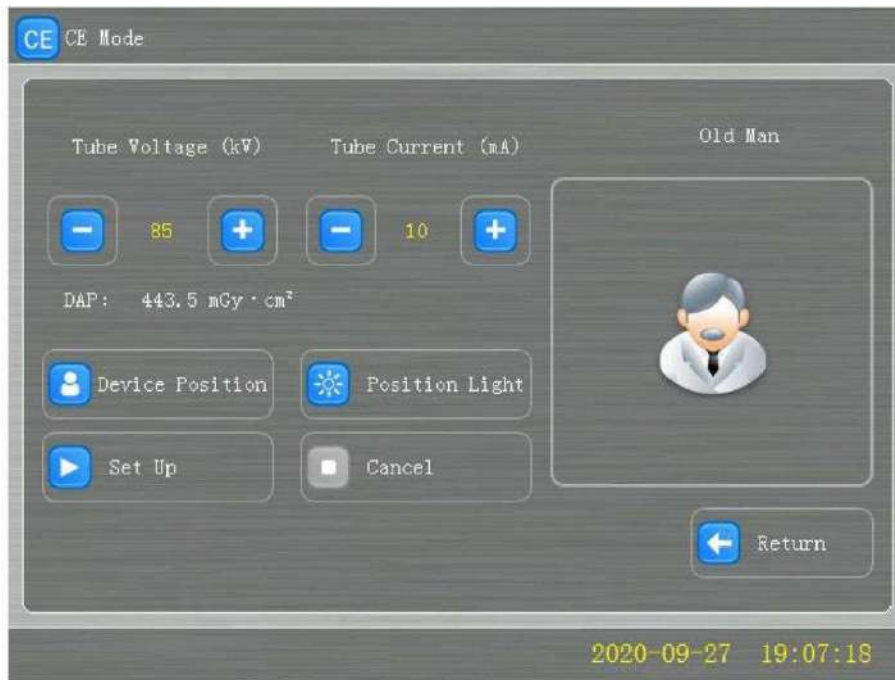 CE CE Mode
Tube Voltage (kV) Tube Current (mA) Old Man
85 10
DAP: 443.5 mGy·cm²
Device Position Position Light
Set Up Cancel
Return
2020-09-27 19:07:18